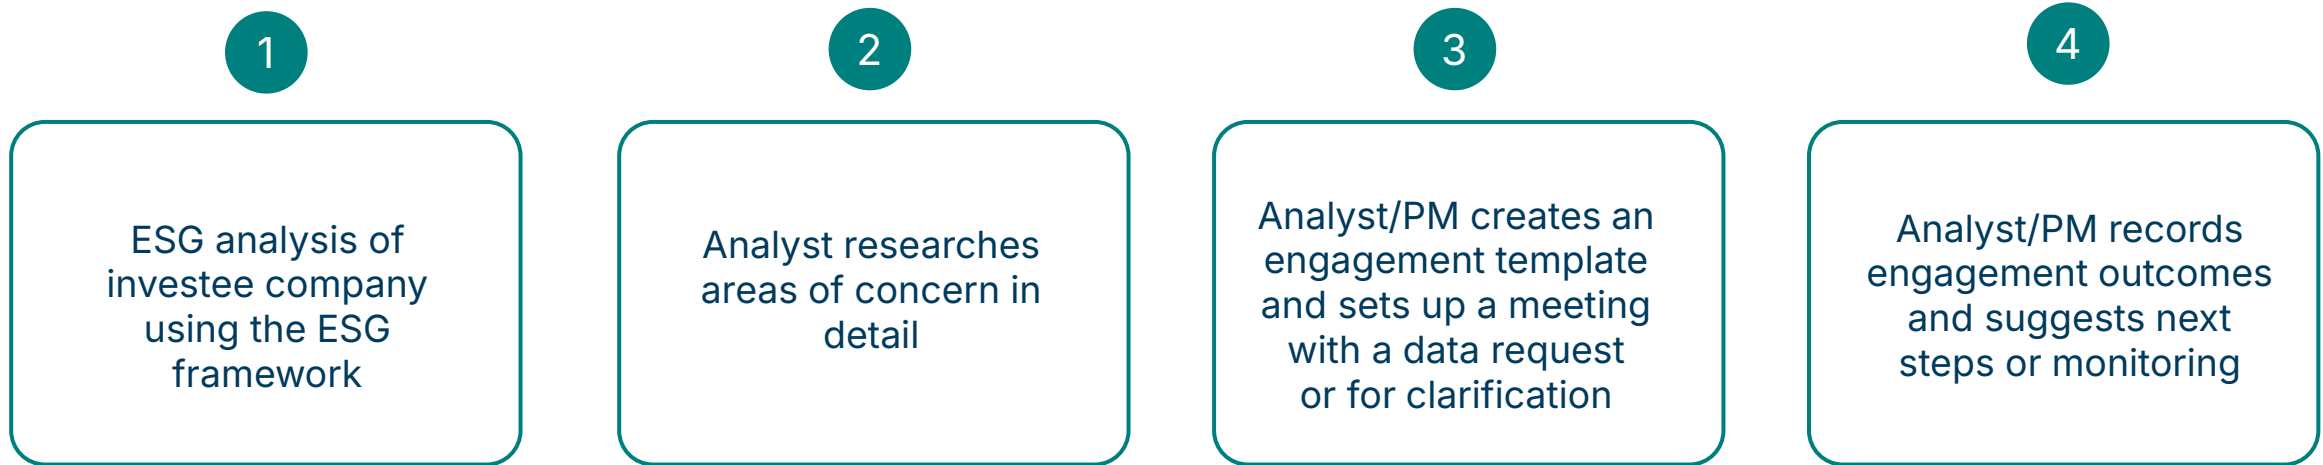 1
ESG analysis of
investee company
using the ESG
framework
2
Analyst researches
areas of concern in
detail
3
Analyst/PM creates an
engagement template
and sets up a meeting
with a data request
or for clarification
4
Analyst/PM records
engagement outcomes
and suggests next
steps or monitoring